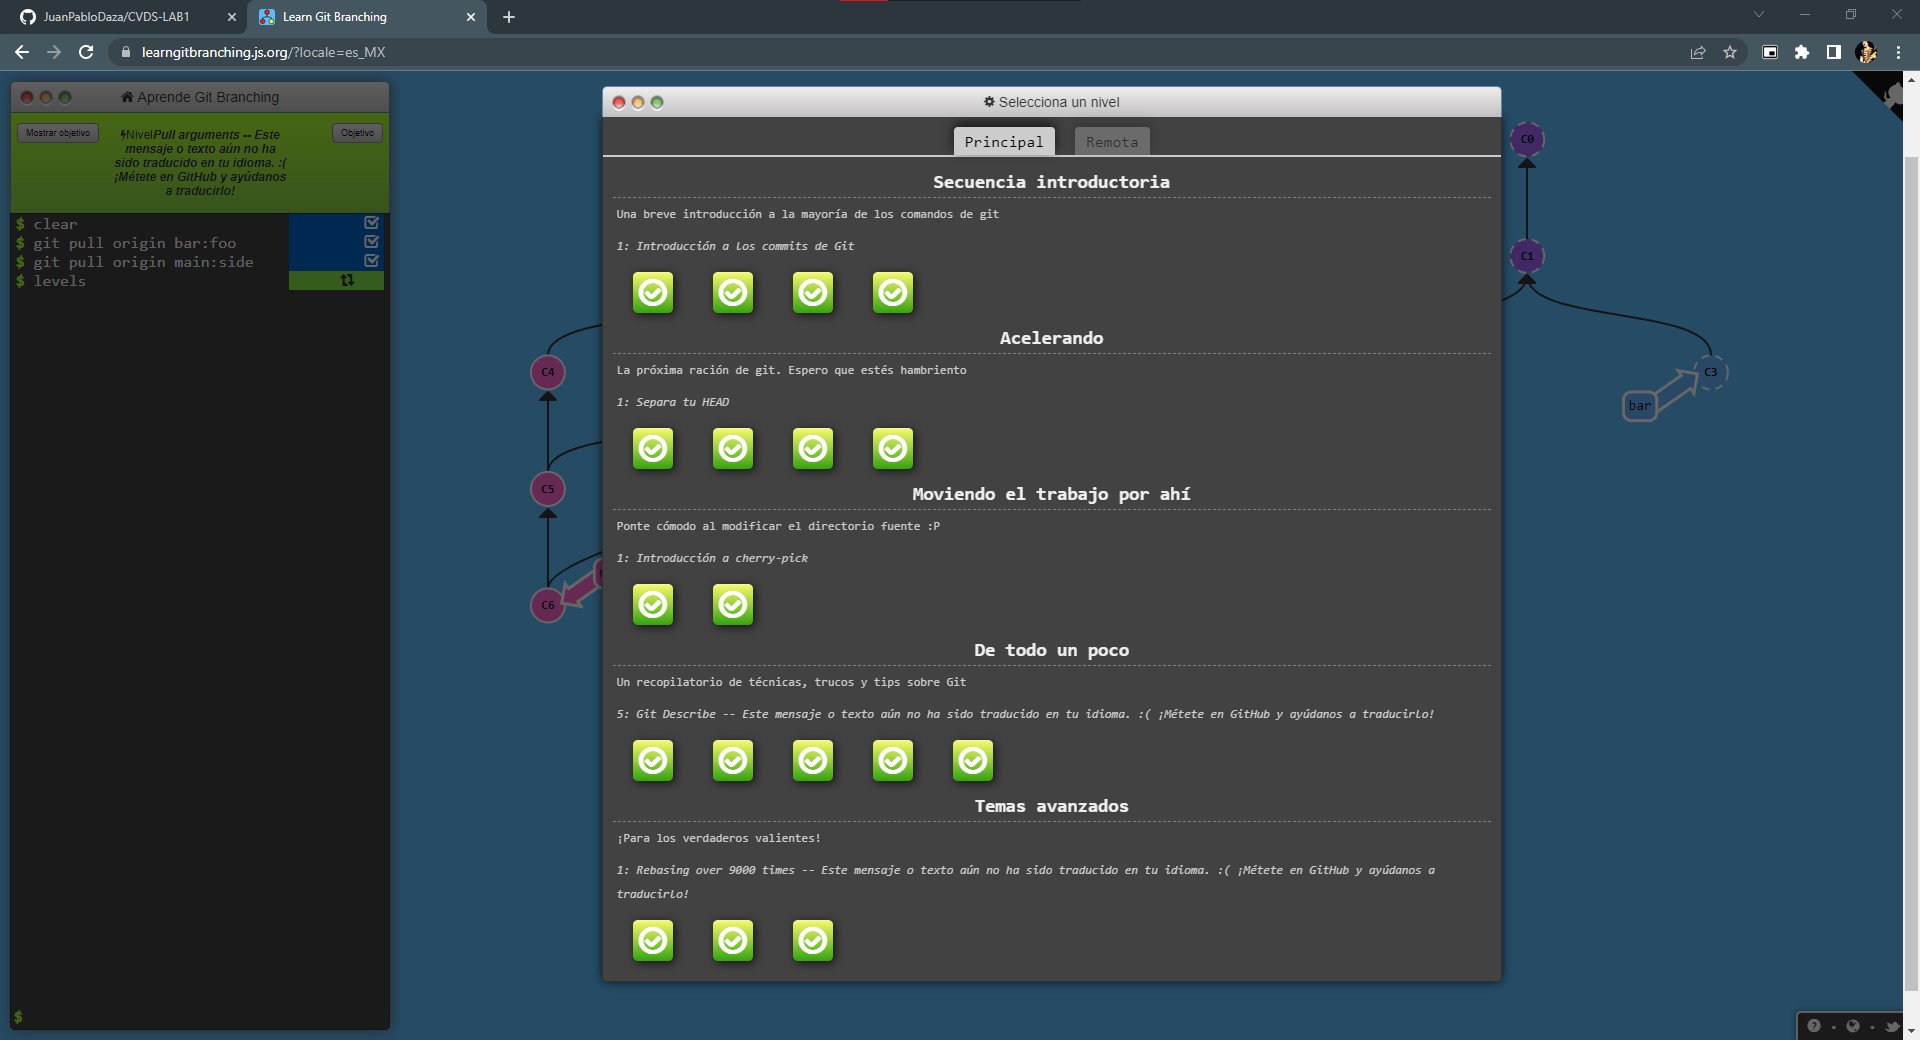 JuanPabloDaza/CVDS-LAB1
Learn Git Branching
learngitbranching.js.org/?locale=es_MX
Aprende Git Branching
Mostrar objetivo
Objetivo
NivelPull arguments -- Este
mensaje o texto aún no ha
sido traducido en tu idioma. :(
¡Métete en GitHub y ayúdanos
a traducirlo!
$ clear
$ git pull origin bar:foo
$ git pull origin main:side
$ levels
$
Selecciona un nivel
Principal
Remota
Secuencia introductoria
Una breve introducción a la mayoría de los comandos de git
1: Introducción a los commits de Git
Acelerando
La próxima ración de git. Espero que estés hambriento
1: Separa tu HEAD
Moviendo el trabajo por ahí
Ponte cómodo al modificar el directorio fuente :P
1: Introducción a cherry-pick
De todo un poco
Un recopilatorio de técnicas, trucos y tips sobre Git
5: Git Describe -- Este mensaje o texto aún no ha sido traducido en tu idioma. :( ¡Métete en GitHub y ayúdanos a traducirlo!
Temas avanzados
¡Para los verdaderos valientes!
1: Rebasing over 9000 times -- Este mensaje o texto aún no ha sido traducido en tu idioma. :( ¡Métete en GitHub y ayúdanos a
traducirlo!
C4
C5
C6
C0
C1
C3
bar